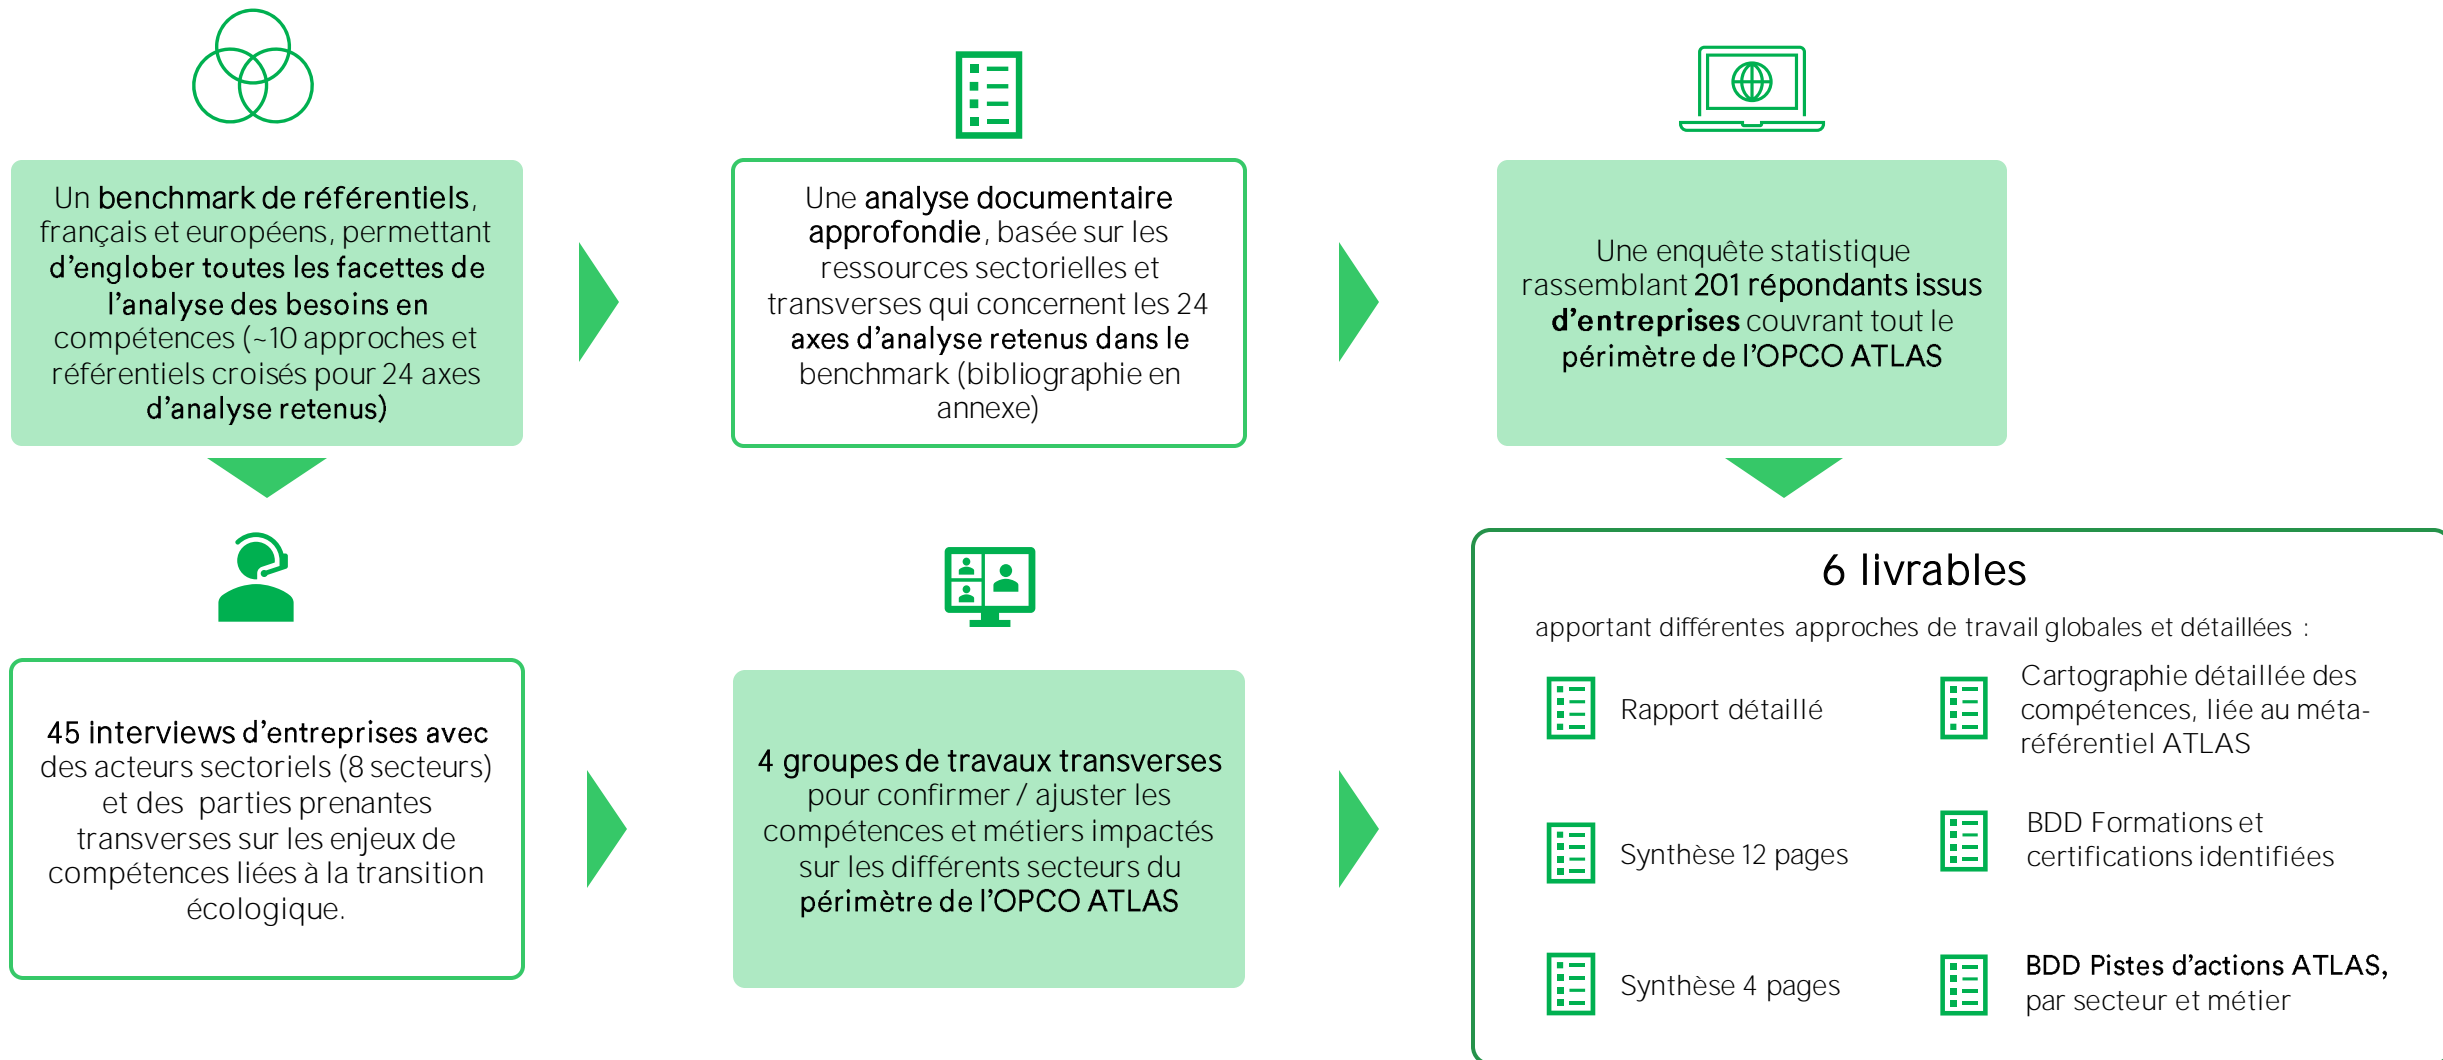 Un benchmark de référentiels,
français et européens, permettant
d’englober toutes les facettes de
l’analyse des besoins en
compétences (~10 approches et
référentiels croisés pour 24 axes
d’analyse retenus)
Une analyse documentaire
approfondie, basée sur les
ressources sectorielles et
transverses qui concernent les 24
axes d’analyse retenus dans le
benchmark (bibliographie en
annexe)
Une enquête statistique
rassemblant 201 répondants issus
d’entreprises couvrant tout le
périmètre de l’OPCO ATLAS
45 interviews d’entreprises avec
des acteurs sectoriels (8 secteurs)
et des parties prenantes
transverses sur les enjeux de
compétences liées à la transition
écologique.
4 groupes de travaux transverses
pour confirmer / ajuster les
compétences et métiers impactés
sur les différents secteurs du
périmètre de l’OPCO ATLAS
6 livrables
apportant différentes approches de travail globales et détaillées :
Rapport détaillé
Synthèse 12 pages
Synthèse 4 pages
Cartographie détaillée des
compétences, liée au méta-
référentiel ATLAS
BDD Formations et
certifications identifiées
BDD Pistes d’actions ATLAS,
par secteur et métier